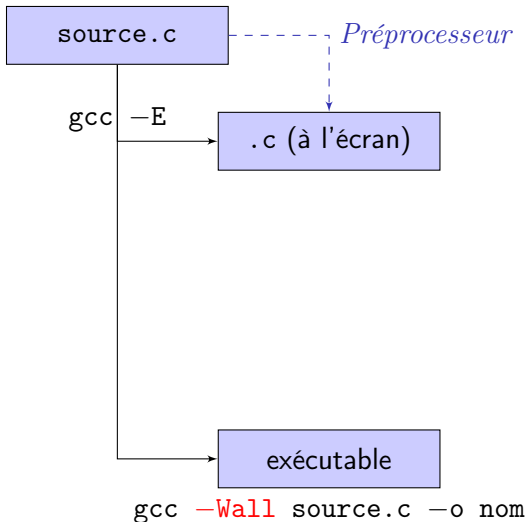 source.c
Préprocesseur
gcc −E
.c (à l'écran)
exécutable
gcc −Wall source.c −o nom